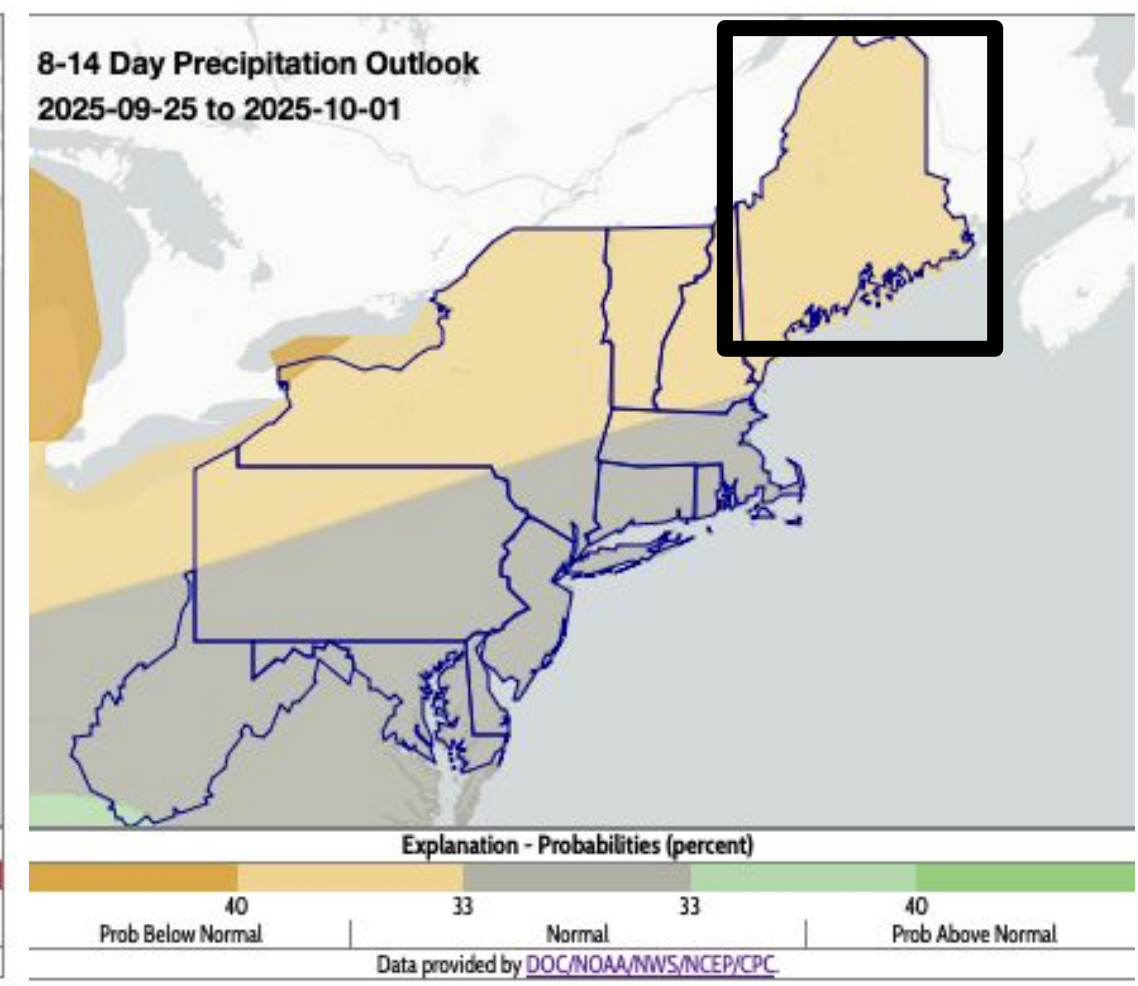 8-14 Day Precipitation Outlook
2025-09-25 to 2025-10-01
Explanation - Probabilities (percent)
40 33 33 40
Prob Below Normal Normal Prob Above Normal
Data provided by DOC/NOAA/NWS/NCEP/CPC.